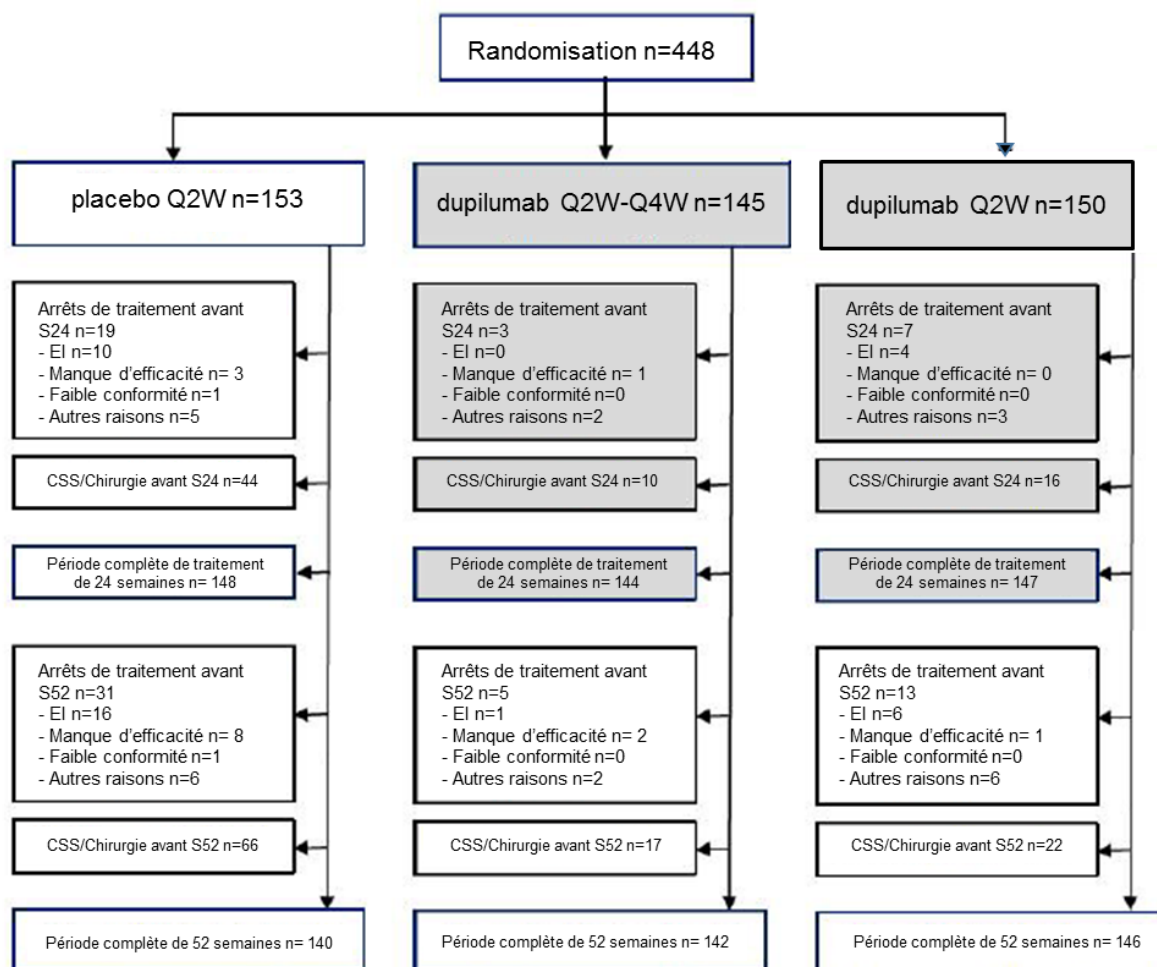 Randomisation n=448
placebo Q2W n=153
dupilumab Q2W-Q4W n=145
dupilumab Q2W n=150
Arrêts de traitement avant
S24 n=19
- EI n=10
- Manque d'efficacité n= 3
- Faible conformité n=1
- Autres raisons n=5
Arrêts de traitement avant
S24 n=3
- EI n=0
- Manque d'efficacité n= 1
- Faible conformité n=0
- Autres raisons n=2
Arrêts de traitement avant
S24 n=7
- EI n=4
- Manque d'efficacité n= 0
- Faible conformité n=0
- Autres raisons n=3
CSS/Chirurgie avant S24 n=44
CSS/Chirurgie avant S24 n=10
CSS/Chirurgie avant S24 n=16
Période complète de traitement
de 24 semaines n= 148
Période complète de traitement
de 24 semaines n= 144
Période complète de traitement
de 24 semaines n= 147
Arrêts de traitement avant
S52 n=31
- EI n=16
- Manque d'efficacité n= 8
- Faible conformité n=1
- Autres raisons n=6
Arrêts de traitement avant
S52 n=5
- EI n=1
- Manque d'efficacité n= 2
- Faible conformité n=0
- Autres raisons n=2
Arrêts de traitement avant
S52 n=13
- EI n=6
- Manque d'efficacité n= 1
- Faible conformité n=0
- Autres raisons n=6
CSS/Chirurgie avant S52 n=66
CSS/Chirurgie avant S52 n=17
CSS/Chirurgie avant S52 n=22
Période complète de 52 semaines n= 140
Période complète de 52 semaines n= 142
Période complète de 52 semaines n= 146